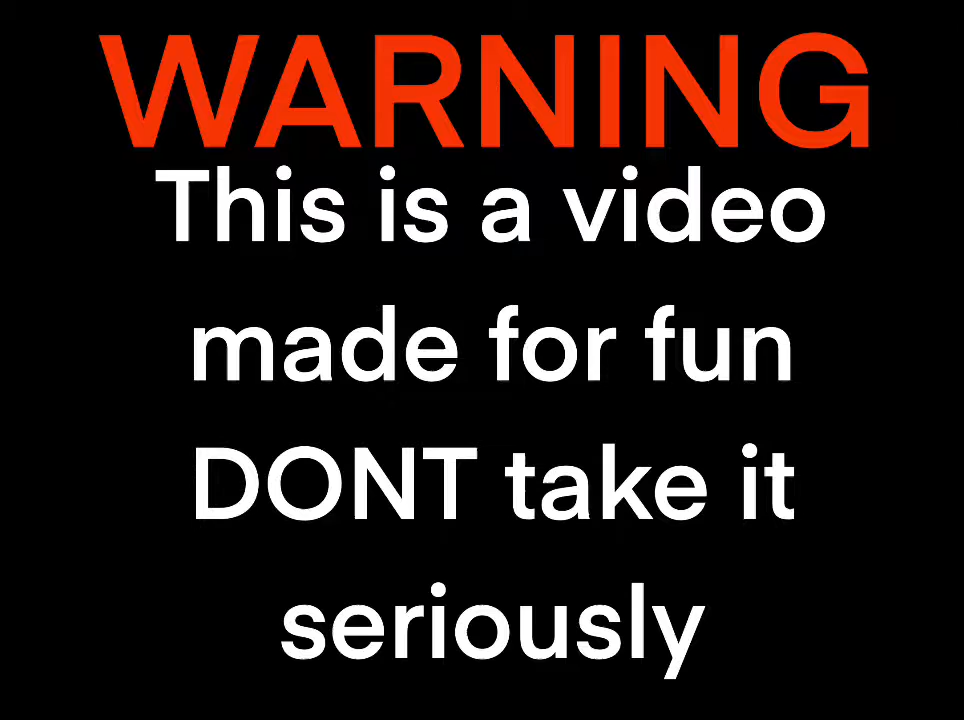 WARNING
This is a video
made for fun
DONT take it
seriously